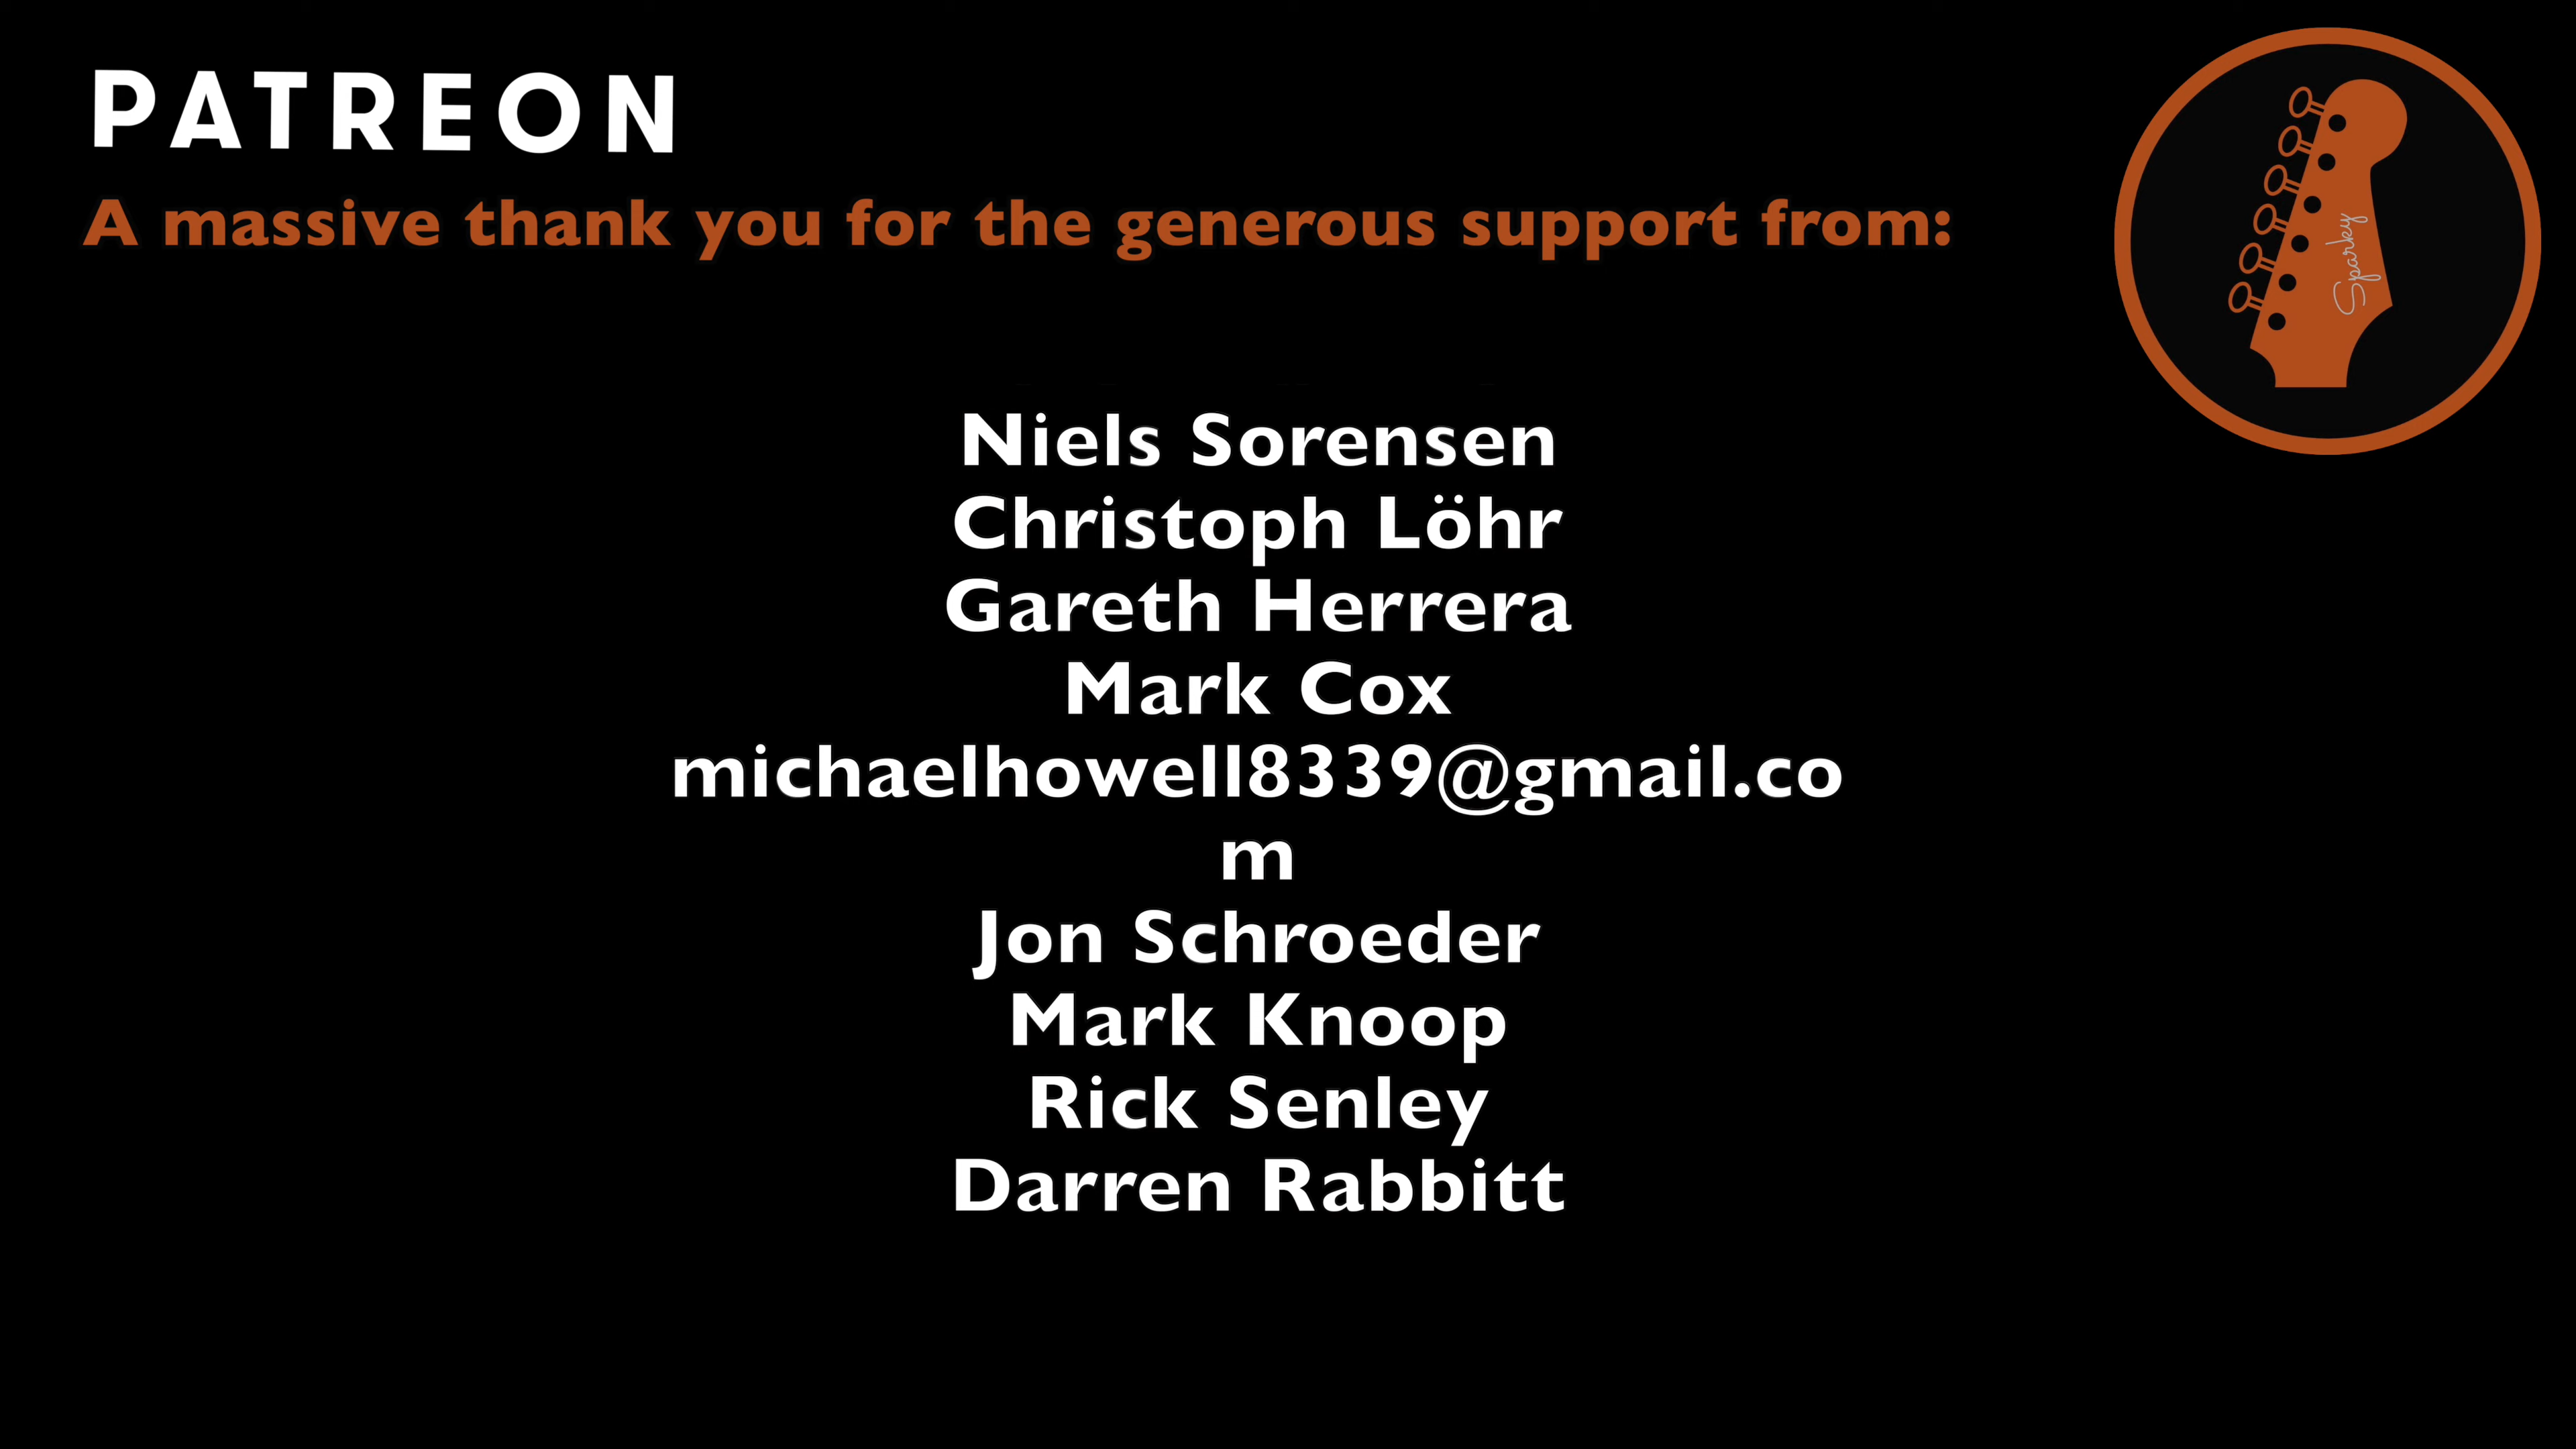 PATREON
A massive thank you for the generous support from:
Sparky
Niels Sorensen
Christoph Löhr
Gareth Herrera
Mark Cox
michaelhowell8339@gmail.co
m
Jon Schroeder
Mark Knoop
Rick Senley
Darren Rabbitt